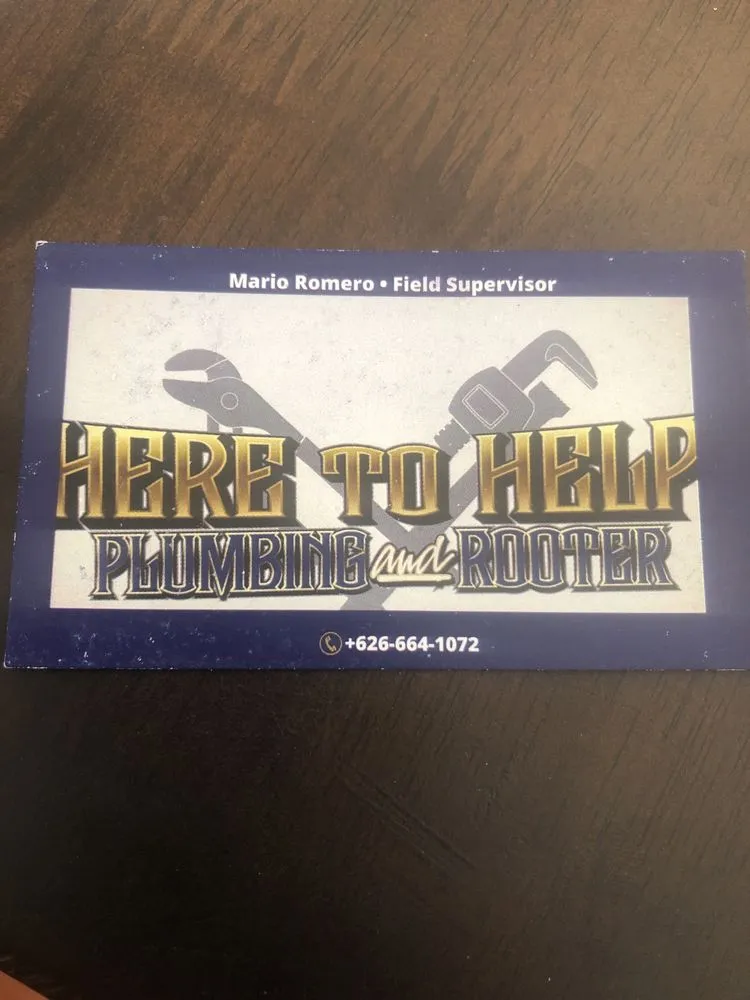 Mario Romero • Field Supervisor
HERE TO HELP
PLUMBING and ROOTER
+626-664-1072